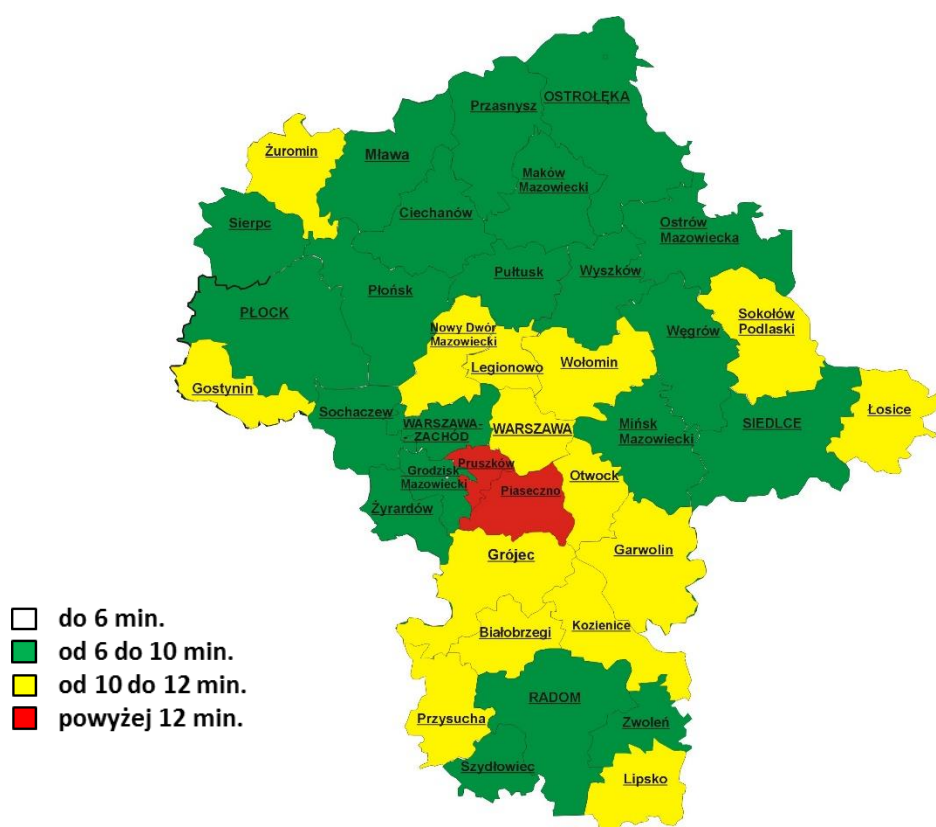 OSTROŁĘKA
Przasnysz
Żuromin
Mława
Maków
Mazowiecki
Ciechanów
Sierpc
Ostrów
Mazowiecka
Pułtusk
Wyszków
Płońsk
PŁOCK
Sokołów
Podlaski
Nowy Dwór
Mazowiecki
Węgrów
Legionowo
Wołomin
Gostynin
Łosice
Sochaczew
WARSZAWA-
ZACHÓD
WARSZAWA
Mińsk
Mazowiecki
SIEDLCE
Pruszków
Grodzisk
Mazowiecki
Piaseczno
Otwock
Żyrardów
Grójec
Garwolin
Białobrzegi
Kozienice
RADOM
Przysucha
Zwoleń
Szydłowiec
Lipsko
do 6 min.
od 6 do 10 min.
od 10 do 12 min.
powyżej 12 min.